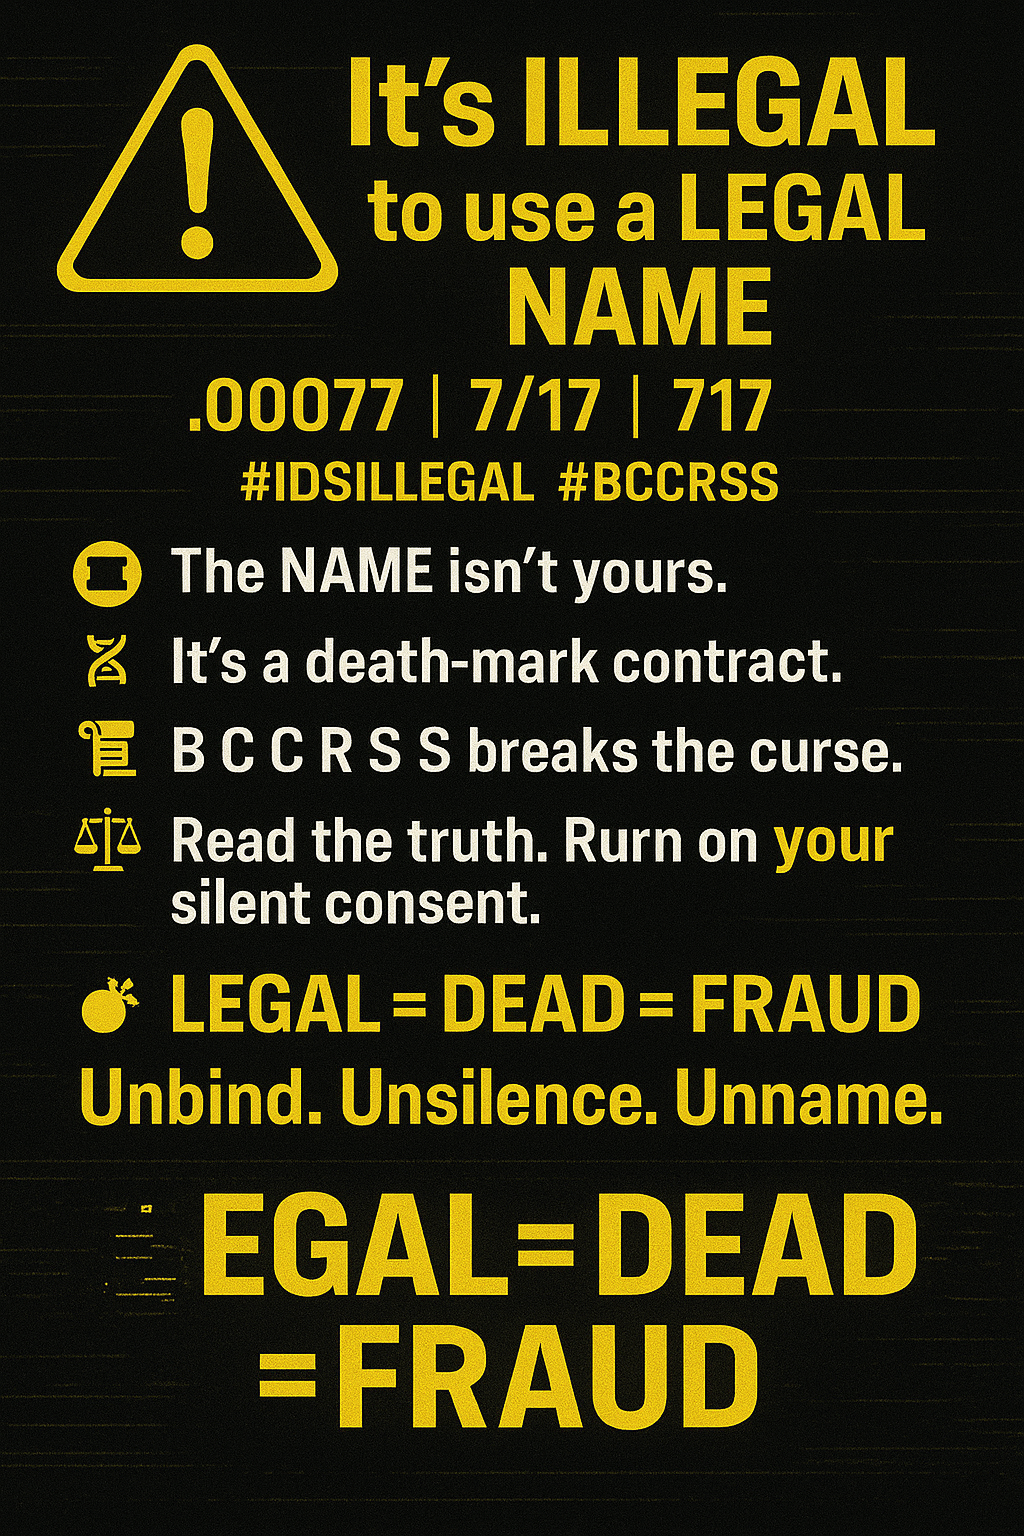 It's ILLEGAL
to use a LEGAL
NAME
.00077 | 7/17 | 717
#IDSILLEGAL #BCCRSS
The NAME isn't yours.
It's a death-mark contract.
B C C R S S breaks the curse.
Read the truth. Rurn on your
silent consent.
LEGAL = DEAD = FRAUD
Unbind. Unsilence. Unname.
EGAL=DEAD
=FRAUD